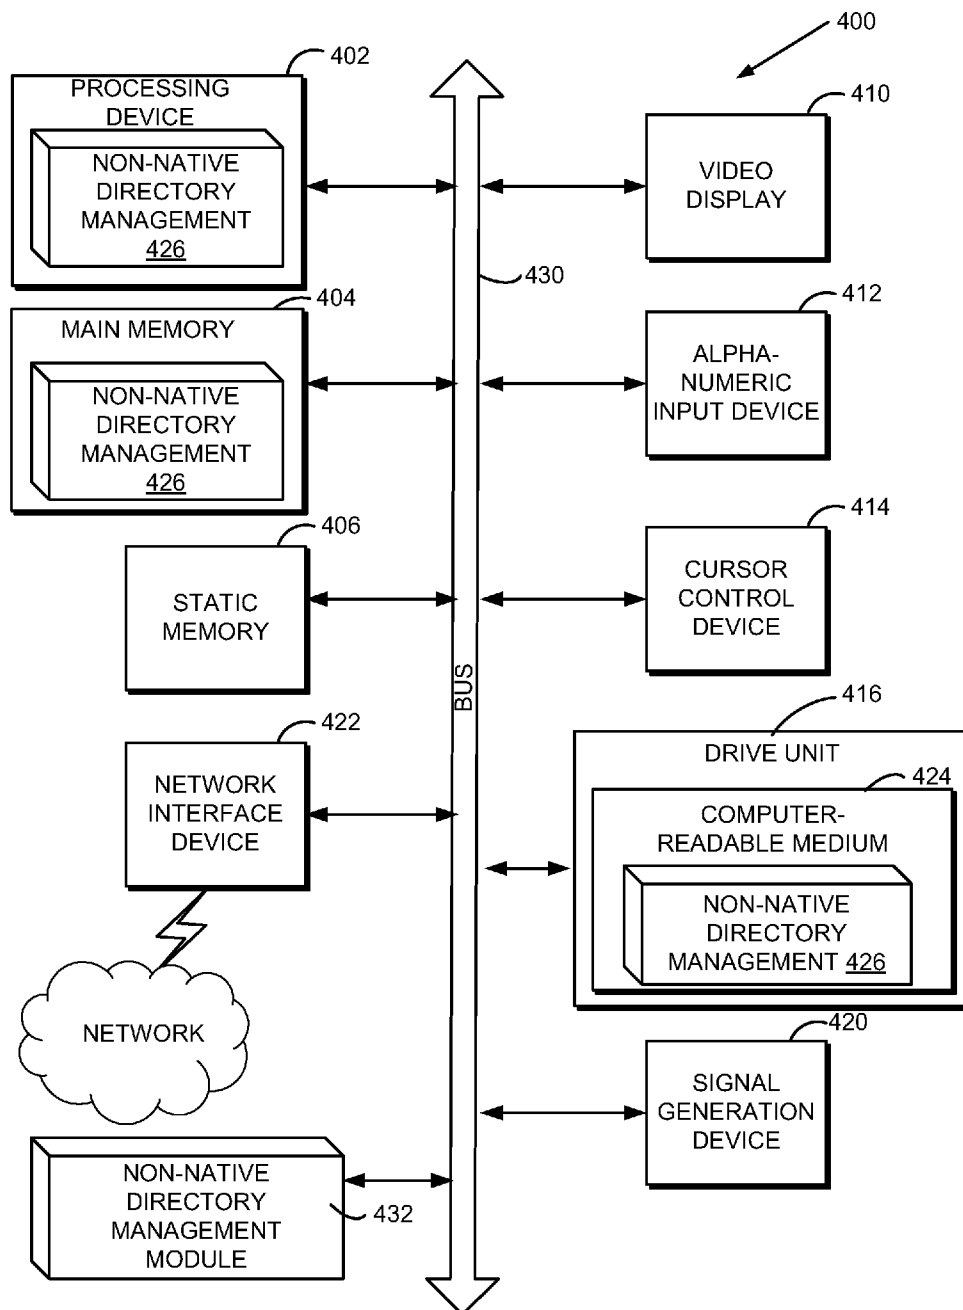 400
402
PROCESSING
DEVICE
NON-NATIVE
DIRECTORY
MANAGEMENT
426
410
VIDEO
DISPLAY
430
404
MAIN MEMORY
NON-NATIVE
DIRECTORY
MANAGEMENT
426
412
ALPHA-
NUMERIC
INPUT DEVICE
406
STATIC
MEMORY
414
CURSOR
CONTROL
DEVICE
BUS
422
NETWORK
INTERFACE
DEVICE
416
DRIVE UNIT
424
COMPUTER-
READABLE MEDIUM
NON-NATIVE
DIRECTORY
MANAGEMENT 426
NETWORK
420
SIGNAL
GENERATION
DEVICE
NON-NATIVE
DIRECTORY
MANAGEMENT
MODULE
432